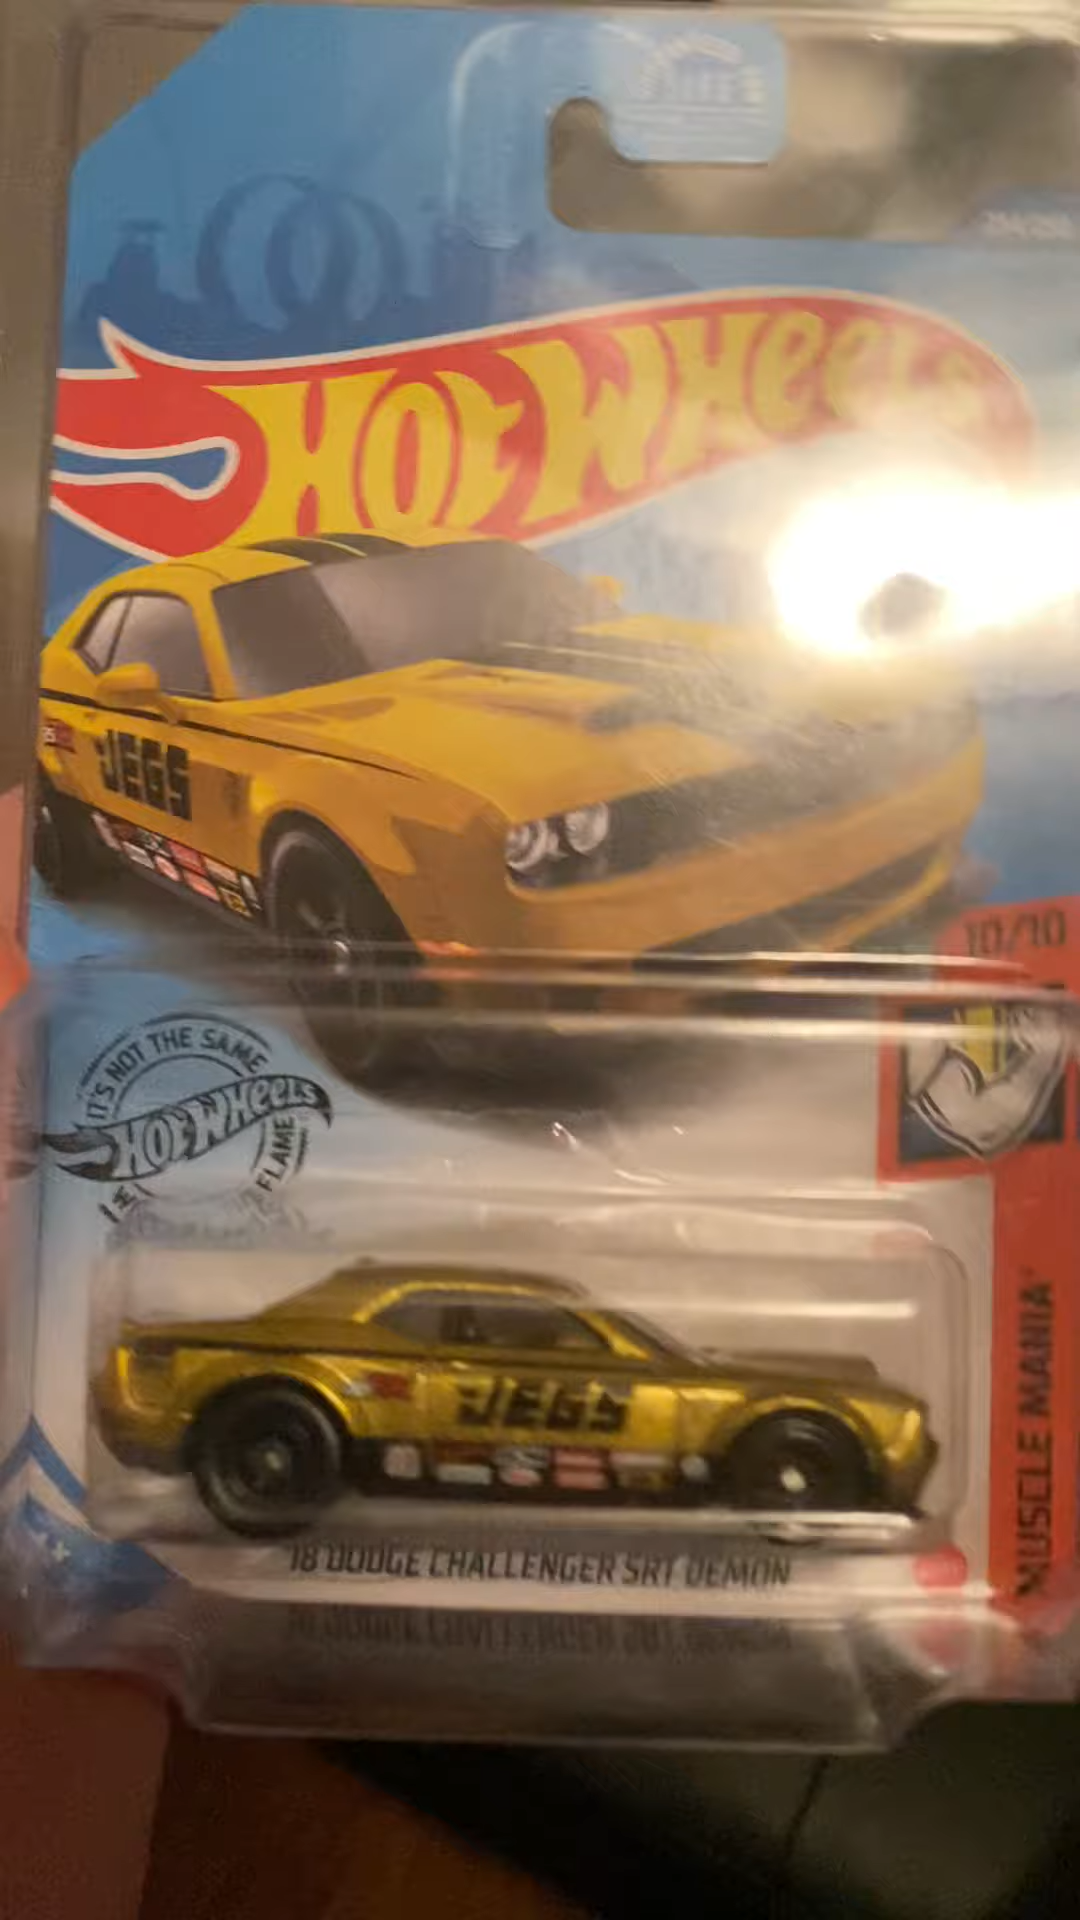 Hot Wheels
JEGS
10/10
IT'S NOT THE SAME
Hot Wheels
FLAME
JEGS
MUSCLE MANIA
'18 DODGE CHALLENGER SRT DEMON